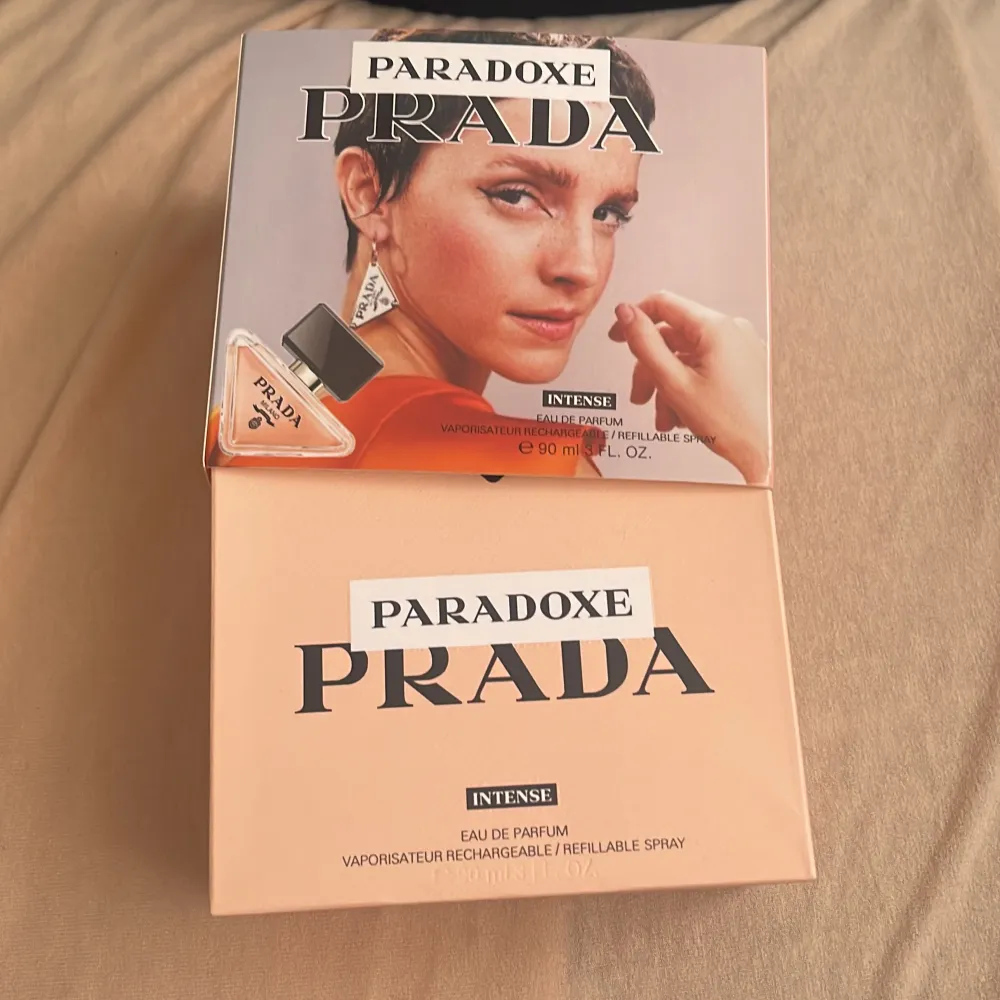 PARADOXE
PRADA
PRADA
PRADA
MILANO
INTENSE
EAU DE PARFUM
VAPORISATEUR RECHARGEABLE / REFILLABLE SPRAY
℮ 90 ml 3 FL. OZ.
PARADOXE
PRADA
INTENSE
EAU DE PARFUM
VAPORISATEUR RECHARGEABLE / REFILLABLE SPRAY